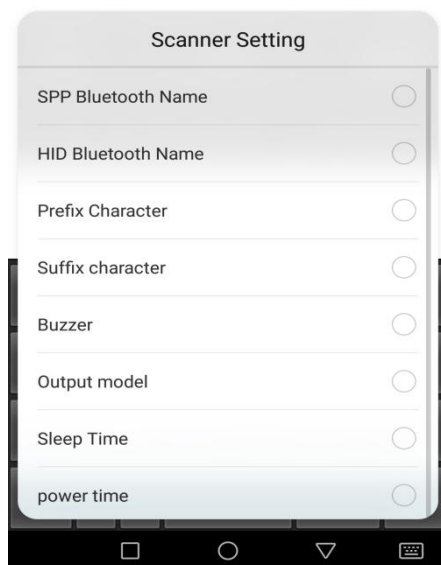 Scanner Setting
SPP Bluetooth Name
HID Bluetooth Name
Prefix Character
Suffix character
Buzzer
Output model
Sleep Time
power time